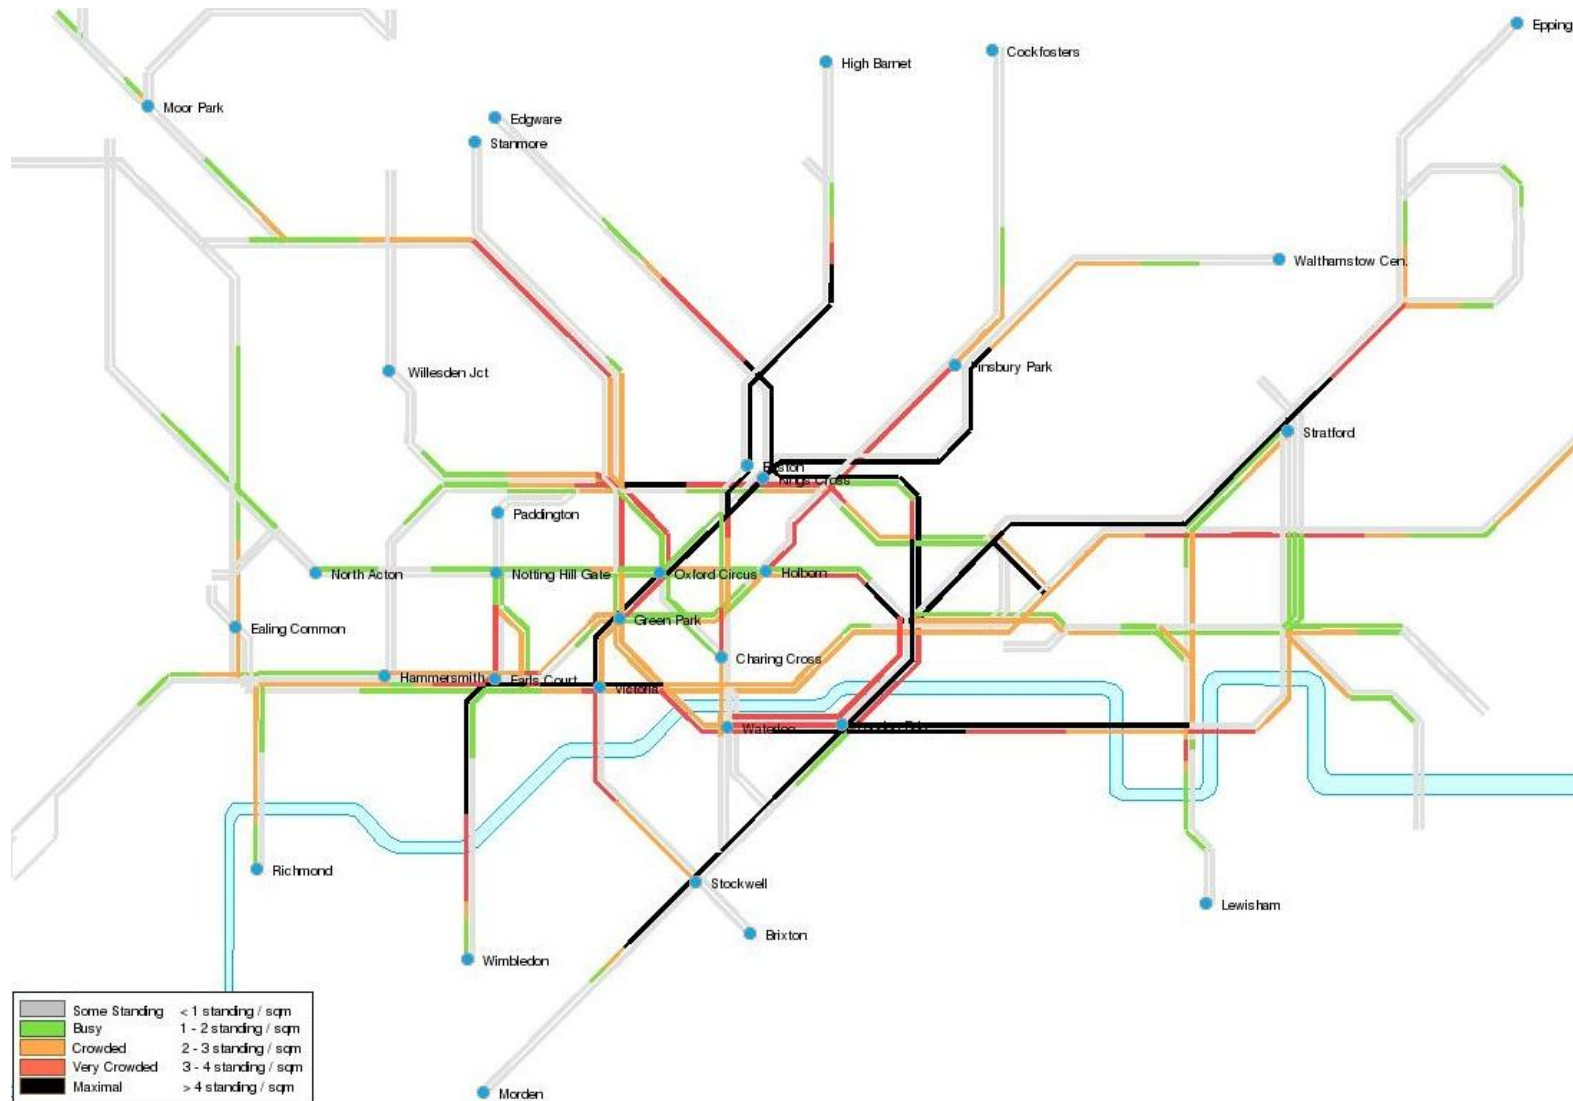 Epping
Cockfosters
High Barnet
Moor Park
Edgware
Stanmore
Walthamstow Cen.
Finsbury Park
Willesden Jct
Stratford
Euston
Kings Cross
Paddington
North Acton
Notting Hill Gate
Oxford Circus
Holborn
Green Park
Ealing Common
Charing Cross
Hammersmith
Earls Court
Victoria
Waterloo
London Bdg
Richmond
Stockwell
Lewisham
Brixton
Wimbledon
Some Standing < 1 standing / sqm
Busy 1 - 2 standing / sqm
Crowded 2 - 3 standing / sqm
Very Crowded 3 - 4 standing / sqm
Maximal > 4 standing / sqm
Morden